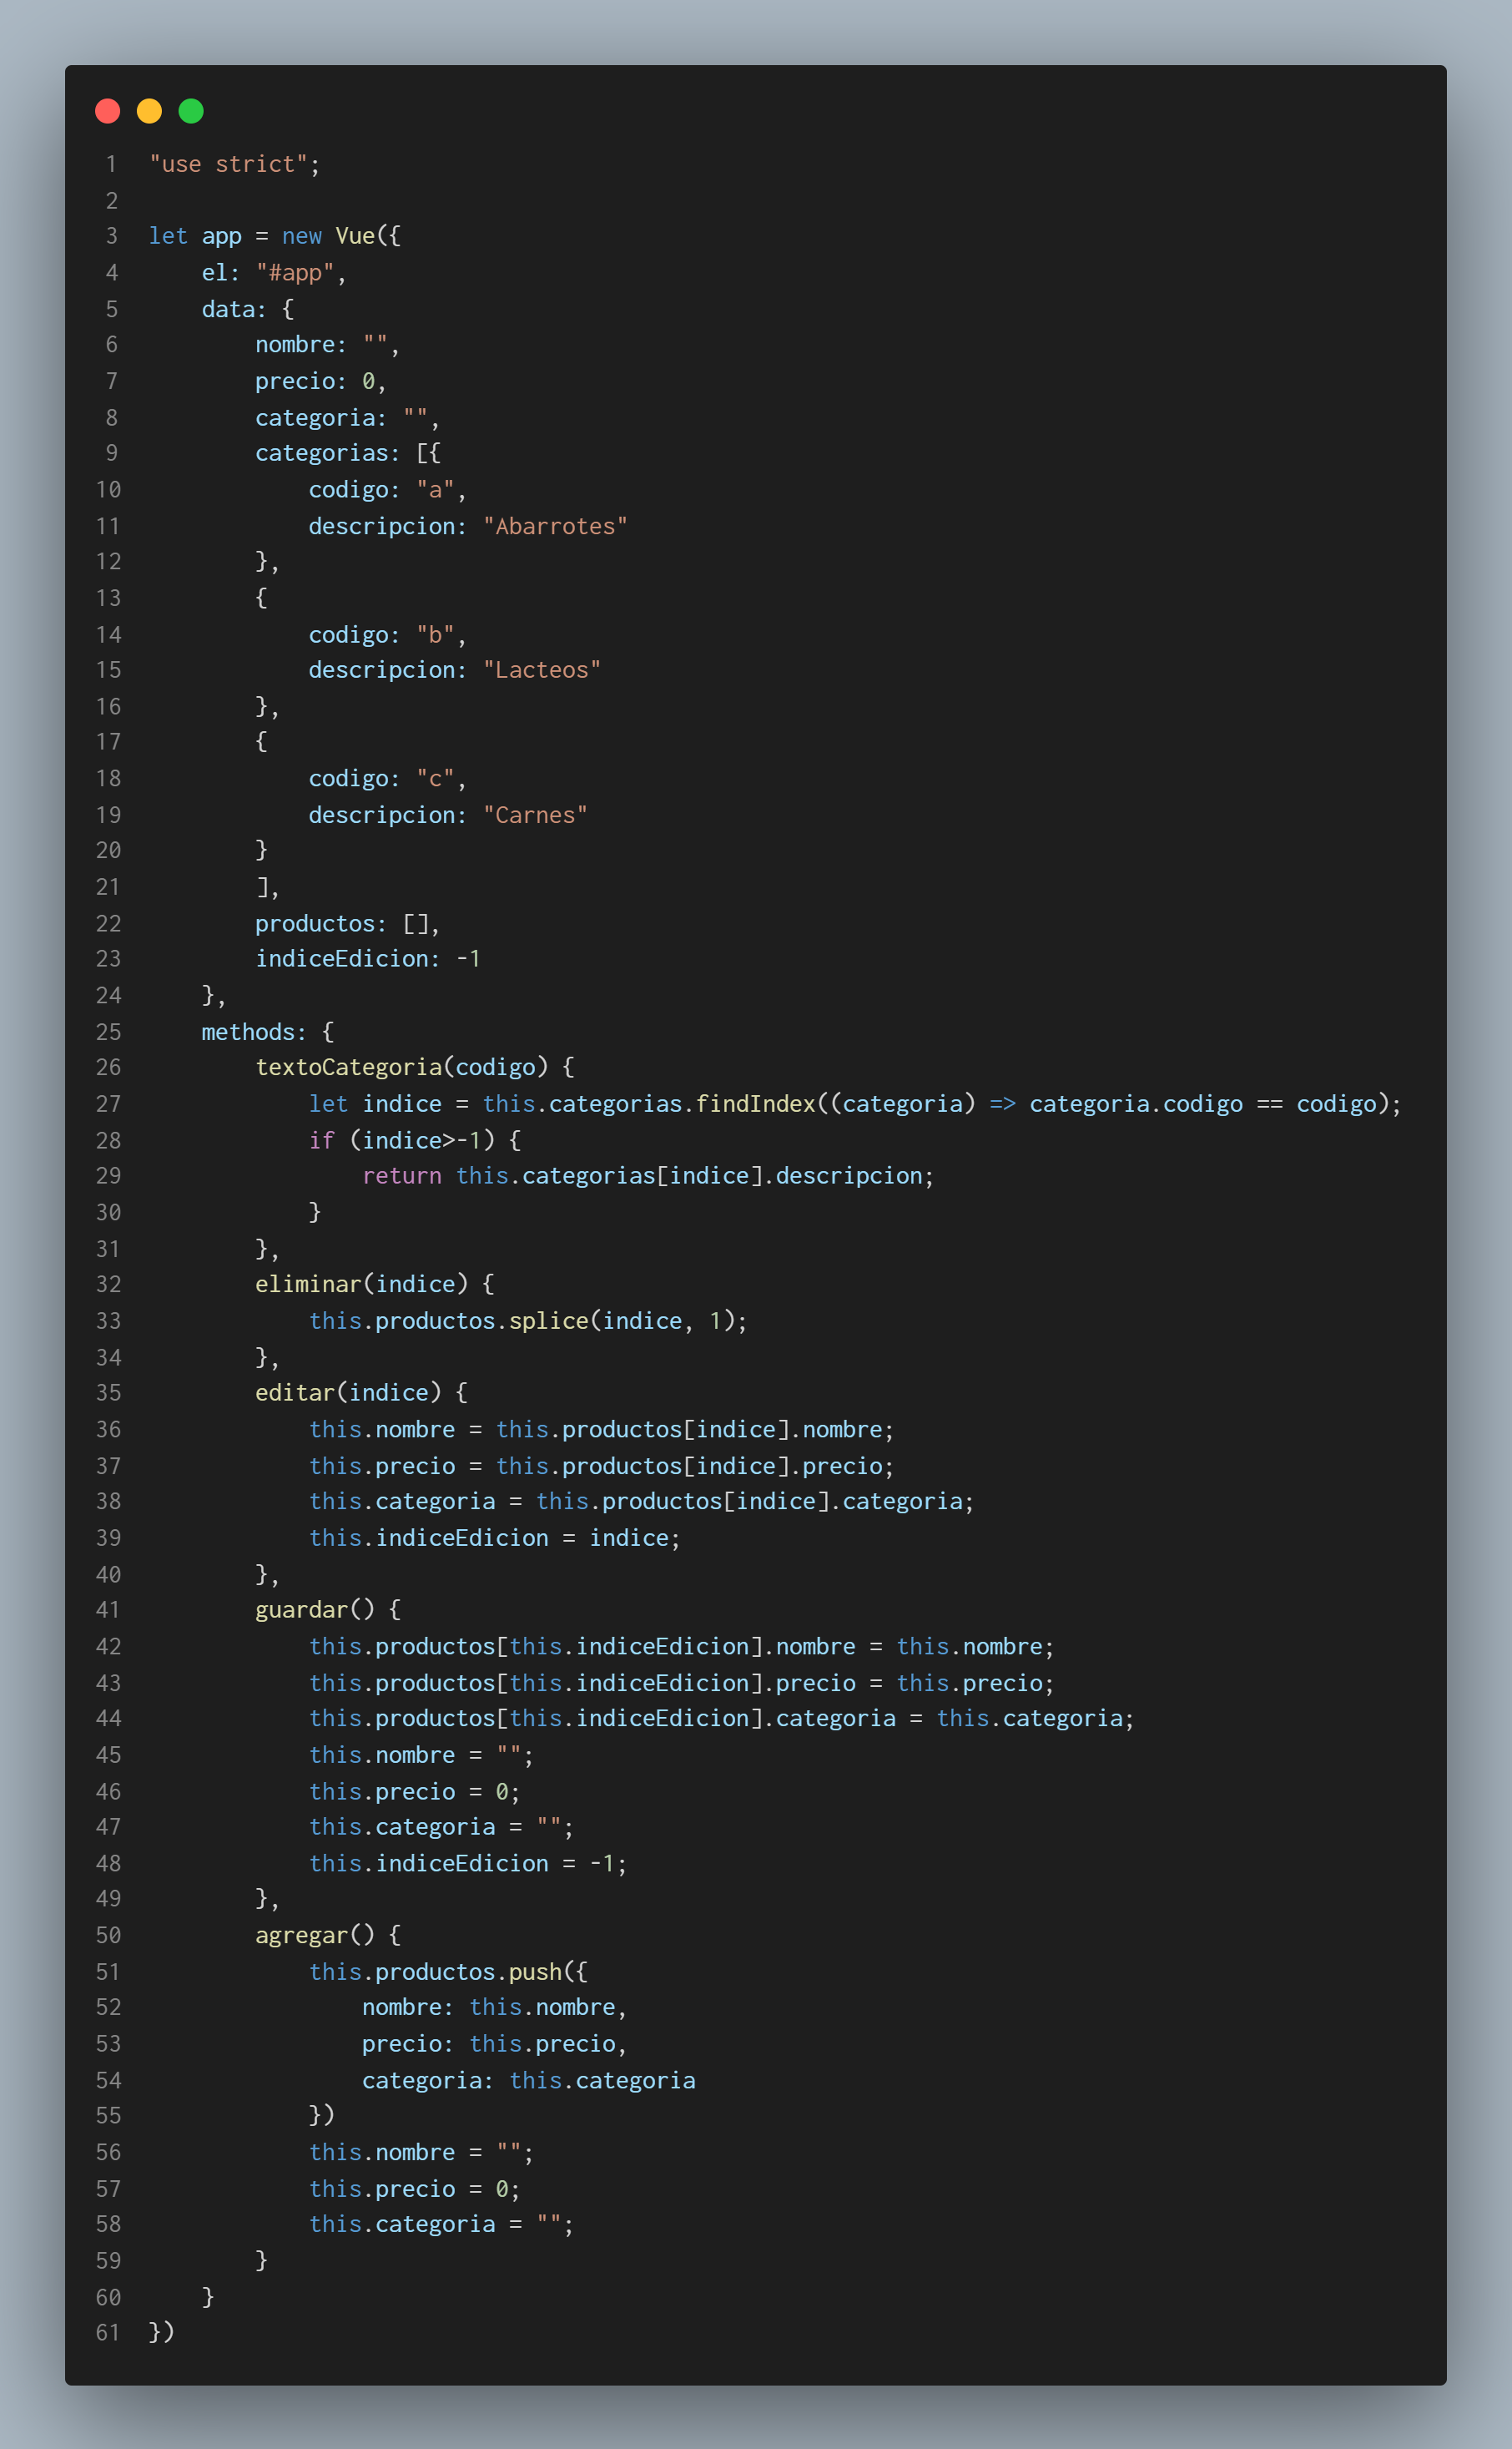 1 "use strict";
2
3 let app = new Vue({
4     el: "#app",
5     data: {
6         nombre: "",
7         precio: 0,
8         categoria: "",
9         categorias: [{
10             codigo: "a",
11             descripcion: "Abarrotes"
12         },
13         {
14             codigo: "b",
15             descripcion: "Lacteos"
16         },
17         {
18             codigo: "c",
19             descripcion: "Carnes"
20         }
21         ],
22         productos: [],
23         indiceEdicion: -1
24     },
25     methods: {
26         textoCategoria(codigo) {
27             let indice = this.categorias.findIndex((categoria) => categoria.codigo == codigo);
28             if (indice>-1) {
29                 return this.categorias[indice].descripcion;
30             }
31         },
32         eliminar(indice) {
33             this.productos.splice(indice, 1);
34         },
35         editar(indice) {
36             this.nombre = this.productos[indice].nombre;
37             this.precio = this.productos[indice].precio;
38             this.categoria = this.productos[indice].categoria;
39             this.indiceEdicion = indice;
40         },
41         guardar() {
42             this.productos[this.indiceEdicion].nombre = this.nombre;
43             this.productos[this.indiceEdicion].precio = this.precio;
44             this.productos[this.indiceEdicion].categoria = this.categoria;
45             this.nombre = "";
46             this.precio = 0;
47             this.categoria = "";
48             this.indiceEdicion = -1;
49         },
50         agregar() {
51             this.productos.push({
52                 nombre: this.nombre,
53                 precio: this.precio,
54                 categoria: this.categoria
55             })
56             this.nombre = "";
57             this.precio = 0;
58             this.categoria = "";
59         }
60     }
61 })